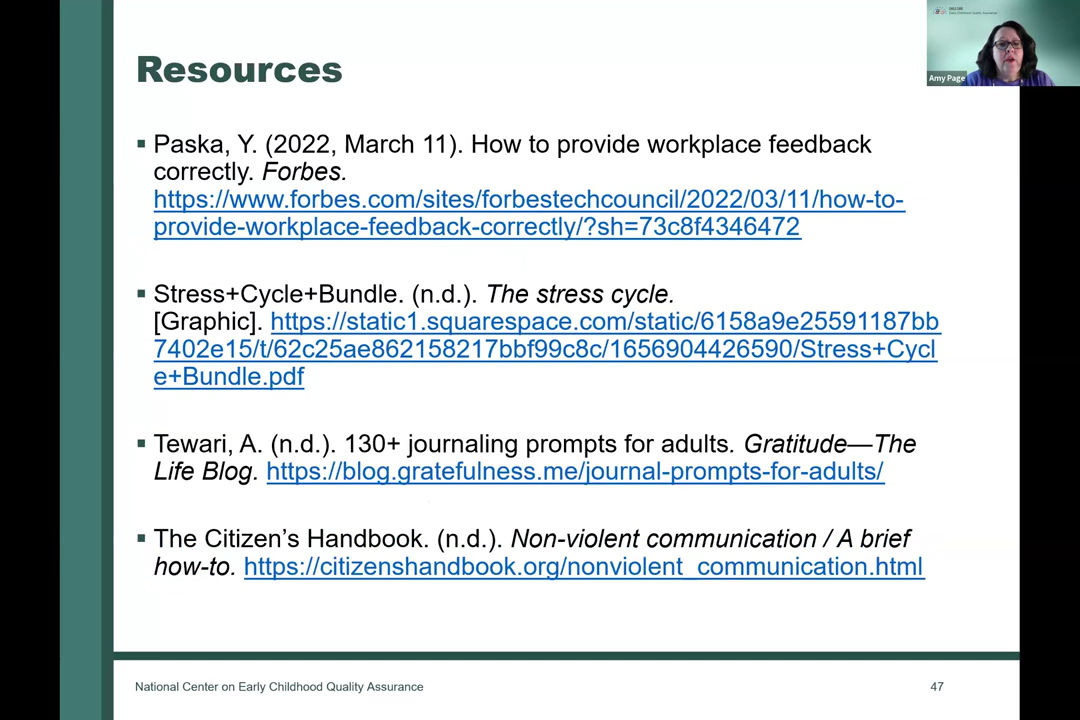 Resources
Amy Page
▪ Paska, Y. (2022, March 11). How to provide workplace feedback
correctly. Forbes.
https://www.forbes.com/sites/forbestechcouncil/2022/03/11/how-to-
provide-workplace-feedback-correctly/?sh=73c8f4346472
▪ Stress+Cycle+Bundle. (n.d.). The stress cycle.
[Graphic]. https://static1.squarespace.com/static/6158a9e25591187bb
7402e15/t/62c25ae862158217bbf99c8c/1656904426590/Stress+Cycl
e+Bundle.pdf
▪ Tewari, A. (n.d.). 130+ journaling prompts for adults. Gratitude—The
Life Blog. https://blog.gratefulness.me/journal-prompts-for-adults/
▪ The Citizen’s Handbook. (n.d.). Non-violent communication / A brief
how-to. https://citizenshandbook.org/nonviolent_communication.html
National Center on Early Childhood Quality Assurance
47